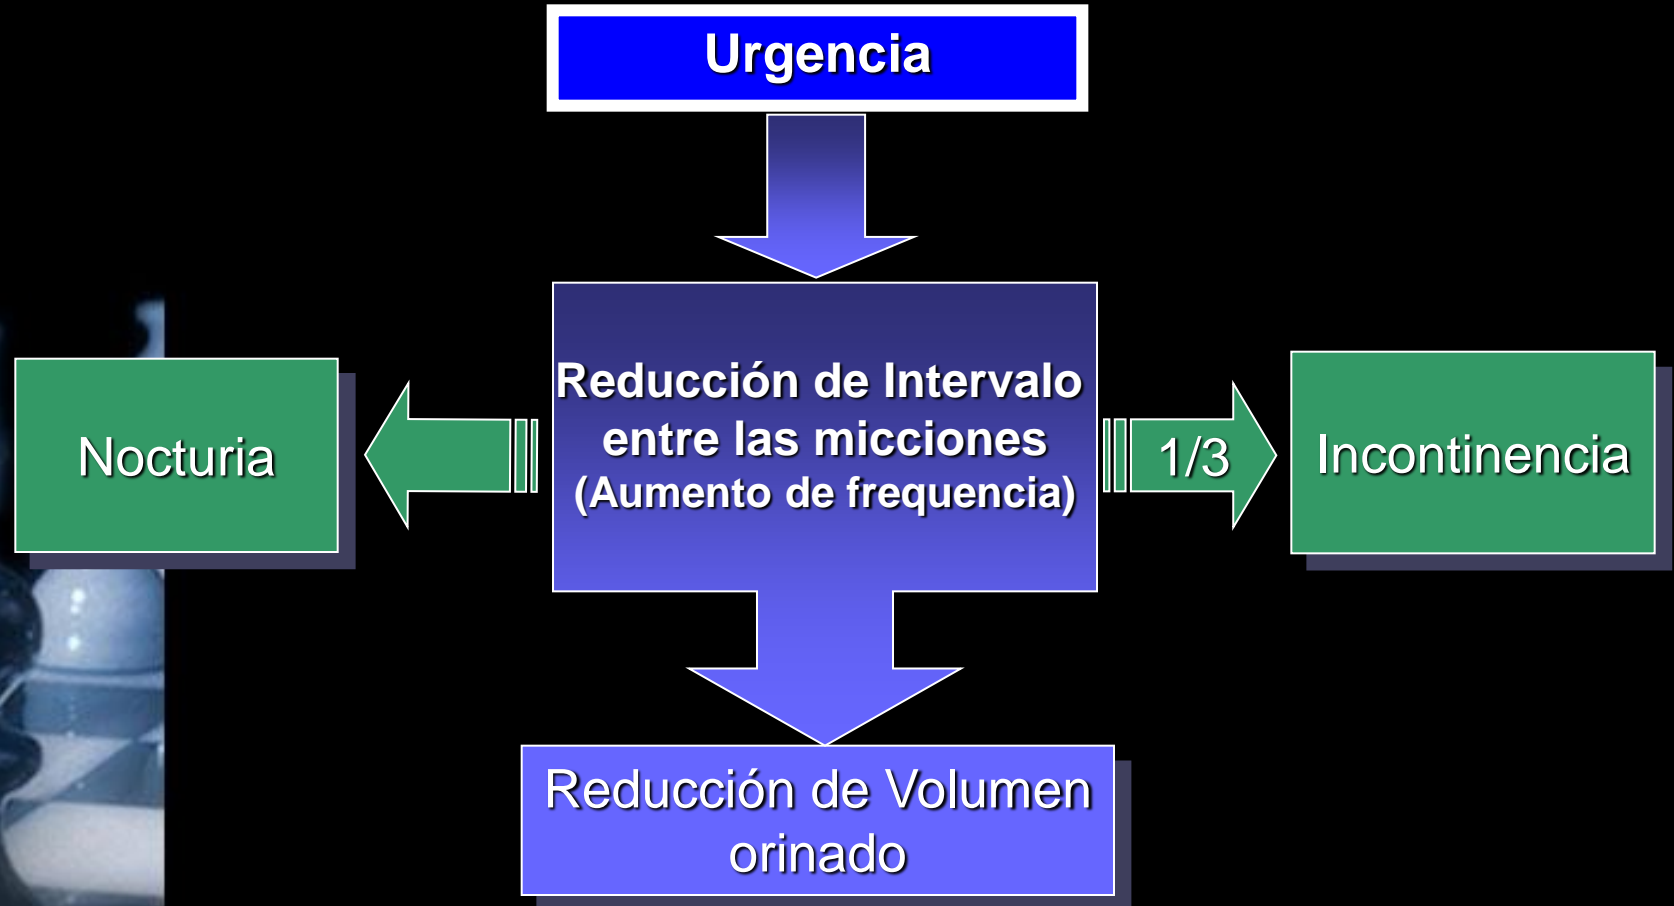 Urgencia
Reducción de Intervalo
entre las micciones
(Aumento de frequencia)
Nocturia
1/3
Incontinencia
Reducción de Volumen
orinado